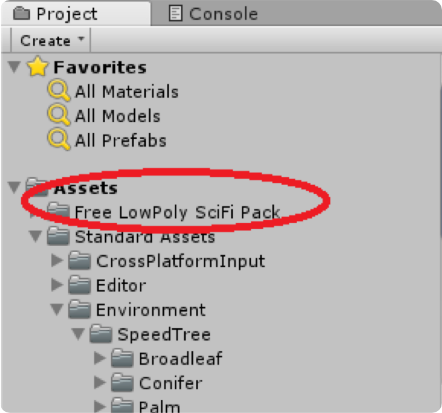 Project Console
Create
Favorites
All Materials
All Models
All Prefabs
Assets
Free LowPoly SciFi Pack
Standard Assets
CrossPlatformInput
Editor
Environment
SpeedTree
Broadleaf
Conifer
Palm